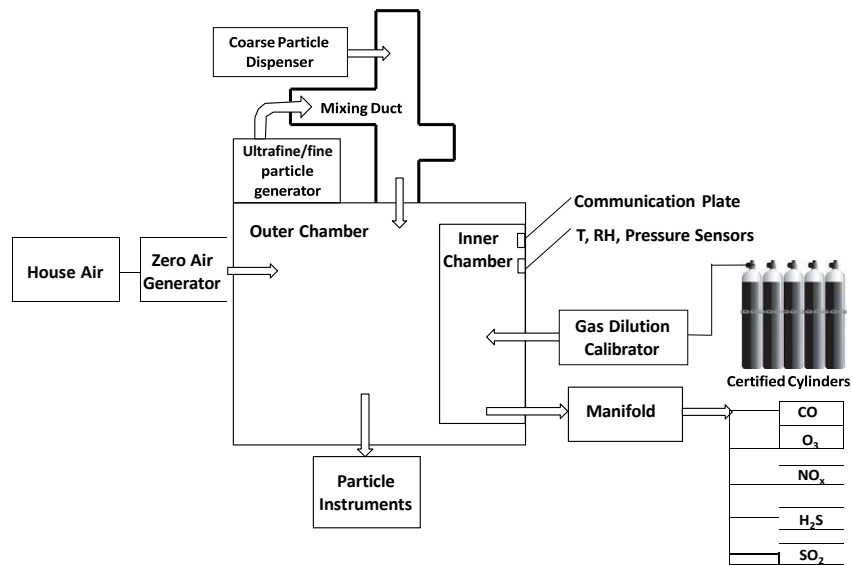 Coarse Particle
Dispenser
Mixing Duct
Ultrafine/fine
particle
generator
Communication Plate
Outer Chamber
Inner
Chamber
T, RH, Pressure Sensors
House Air
Zero Air
Generator
Gas Dilution
Calibrator
Certified Cylinders
Manifold
CO
O₃
NOₓ
H₂S
SO₂
Particle
Instruments